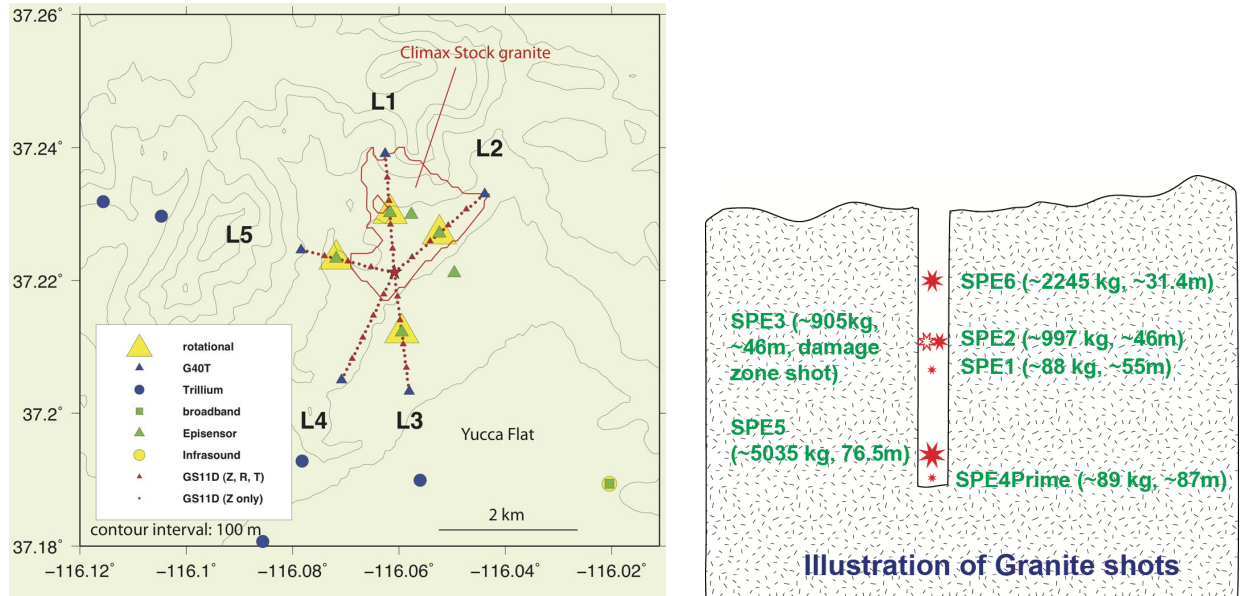 37.26°
37.24°
37.22°
37.2°
37.18°
−116.12°
−116.1°
−116.08°
−116.06°
−116.04°
−116.02°
Climax Stock granite
L1
L2
L5
L4
L3
Yucca Flat
2 km
rotational
G40T
Trillium
broadband
Episensor
Infrasound
GS11D (Z, R, T)
GS11D (Z only)
contour interval: 100 m
SPE6 (~2245 kg, ~31.4m)
SPE3 (~905kg,
~46m, damage
zone shot)
SPE2 (~997 kg, ~46m)
SPE1 (~88 kg, ~55m)
SPE5
(~5035 kg, 76.5m)
SPE4Prime (~89 kg, ~87m)
Illustration of Granite shots